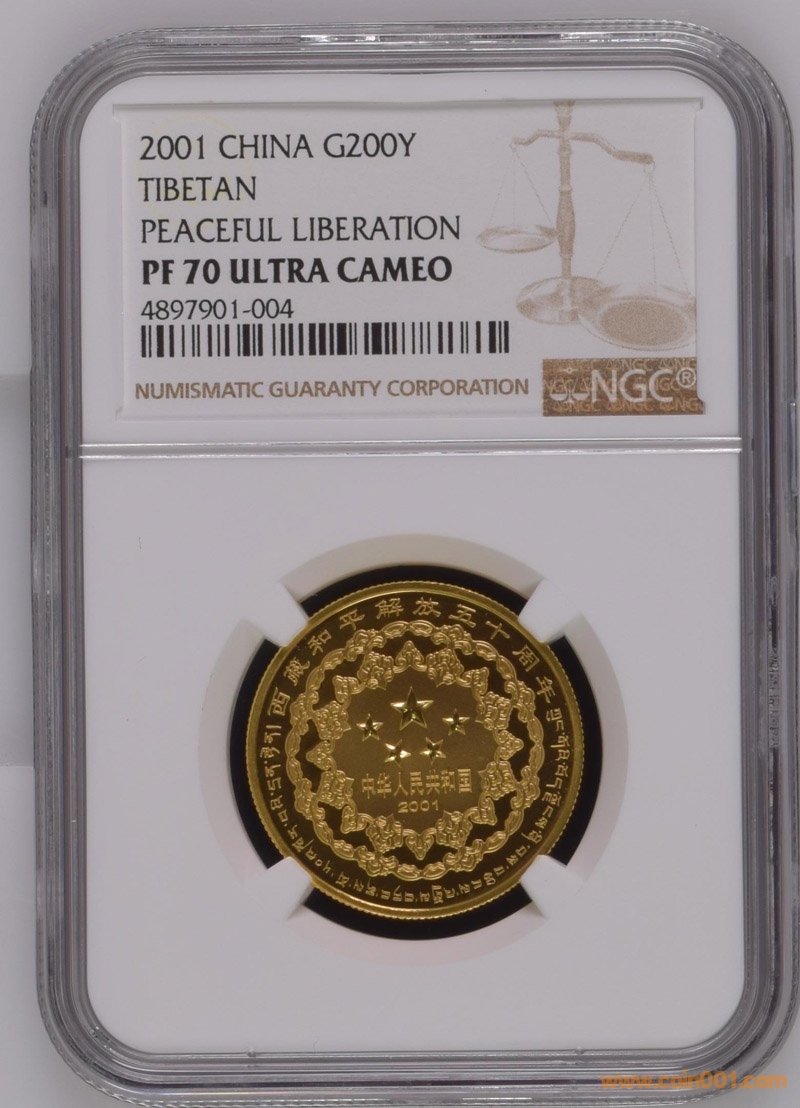 2001 CHINA G200Y
TIBETAN
PEACEFUL LIBERATION
PF 70 ULTRA CAMEO
4897901-004
NUMISMATIC GUARANTY CORPORATION
NGC®
西藏和平解放五十周年
中华人民共和国
2001
www.coin001.com